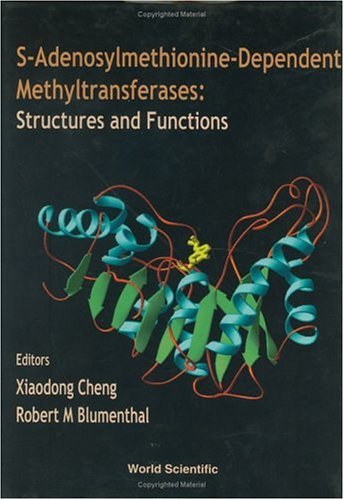 Copyrighted Material
S-Adenosylmethionine-Dependent
Methyltransferases:
Structures and Functions
Editors
Xiaodong Cheng
Robert M Blumenthal
World Scientific
Copyrighted Material